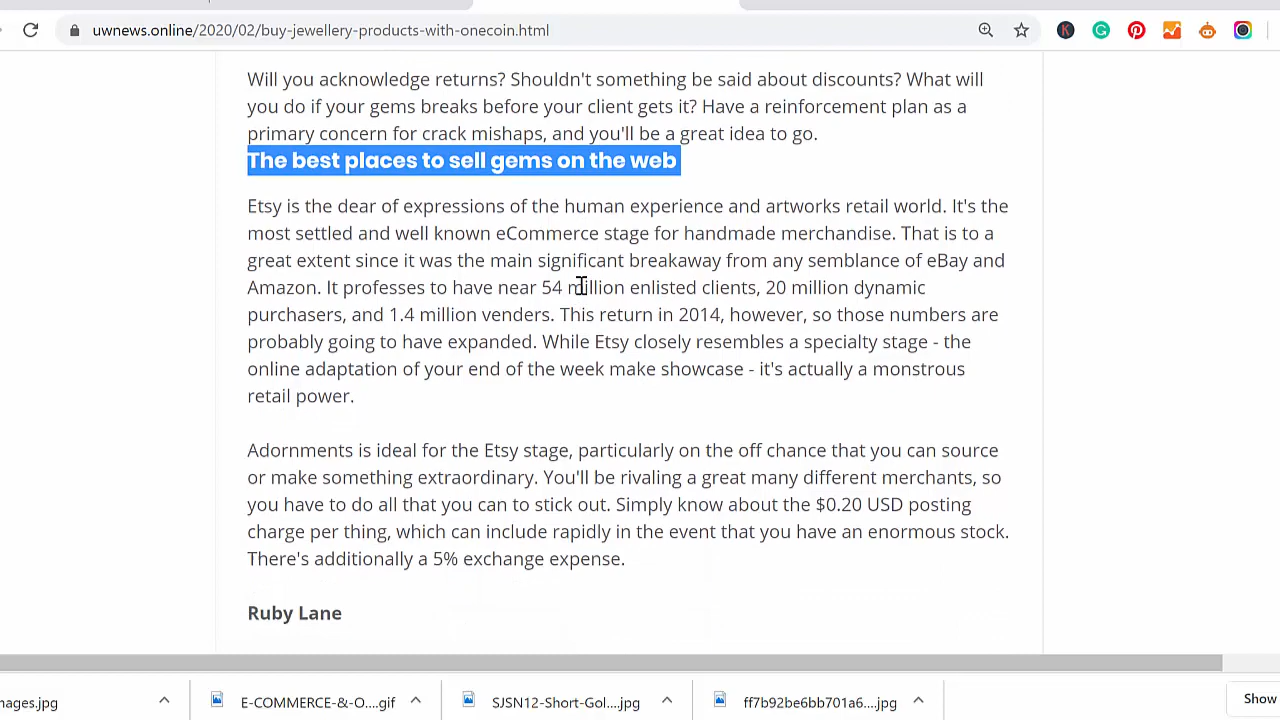 uwnews.online/2020/02/buy-jewellery-products-with-onecoin.html
Will you acknowledge returns? Shouldn't something be said about discounts? What will
you do if your gems breaks before your client gets it? Have a reinforcement plan as a
primary concern for crack mishaps, and you'll be a great idea to go.
The best places to sell gems on the web
Etsy is the dear of expressions of the human experience and artworks retail world. It's the
most settled and well known eCommerce stage for handmade merchandise. That is to a
great extent since it was the main significant breakaway from any semblance of eBay and
Amazon. It professes to have near 54 million enlisted clients, 20 million dynamic
purchasers, and 1.4 million venders. This return in 2014, however, so those numbers are
probably going to have expanded. While Etsy closely resembles a specialty stage - the
online adaptation of your end of the week make showcase - it's actually a monstrous
retail power.
Adornments is ideal for the Etsy stage, particularly on the off chance that you can source
or make something extraordinary. You'll be rivaling a great many different merchants, so
you have to do all that you can to stick out. Simply know about the $0.20 USD posting
charge per thing, which can include rapidly in the event that you have an enormous stock.
There's additionally a 5% exchange expense.
Ruby Lane
mages.jpg
E-COMMERCE-&-O....gif
SJSN12-Short-Gol....jpg
ff7b92be6bb701a6....jpg
Show